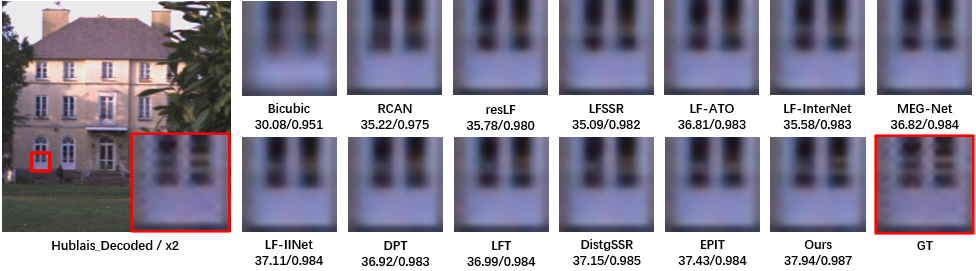 Bicubic RCAN resLF LFSSR LF-ATO LF-InterNet MEG-Net
30.08/0.951 35.22/0.975 35.78/0.980 35.09/0.982 36.81/0.983 35.58/0.983 36.82/0.984
Hublais_Decoded / x2 LF-IINet DPT LFT DistgSSR EPIT Ours GT
37.11/0.984 36.92/0.983 36.99/0.984 37.15/0.985 37.43/0.984 37.94/0.987